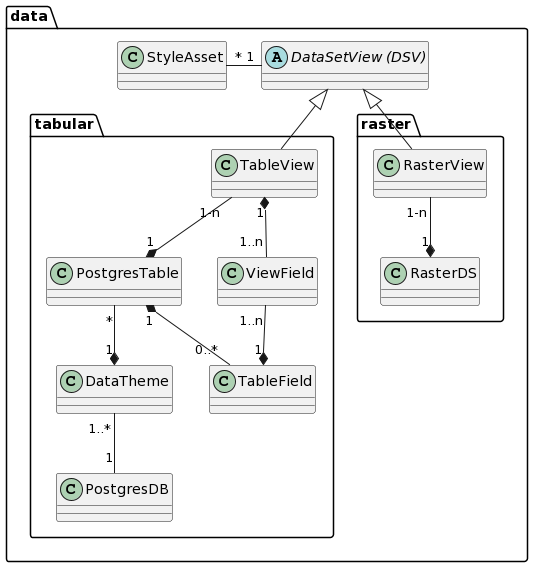 data
C StyleAsset
* 1
A DataSetView (DSV)
tabular
raster
C TableView
C RasterView
1-n
1
1-n
1
1..n
1
C PostgresTable
C ViewField
C RasterDS
*
1
1..n
1
0..*
1
C DataTheme
C TableField
1..*
1
C PostgresDB